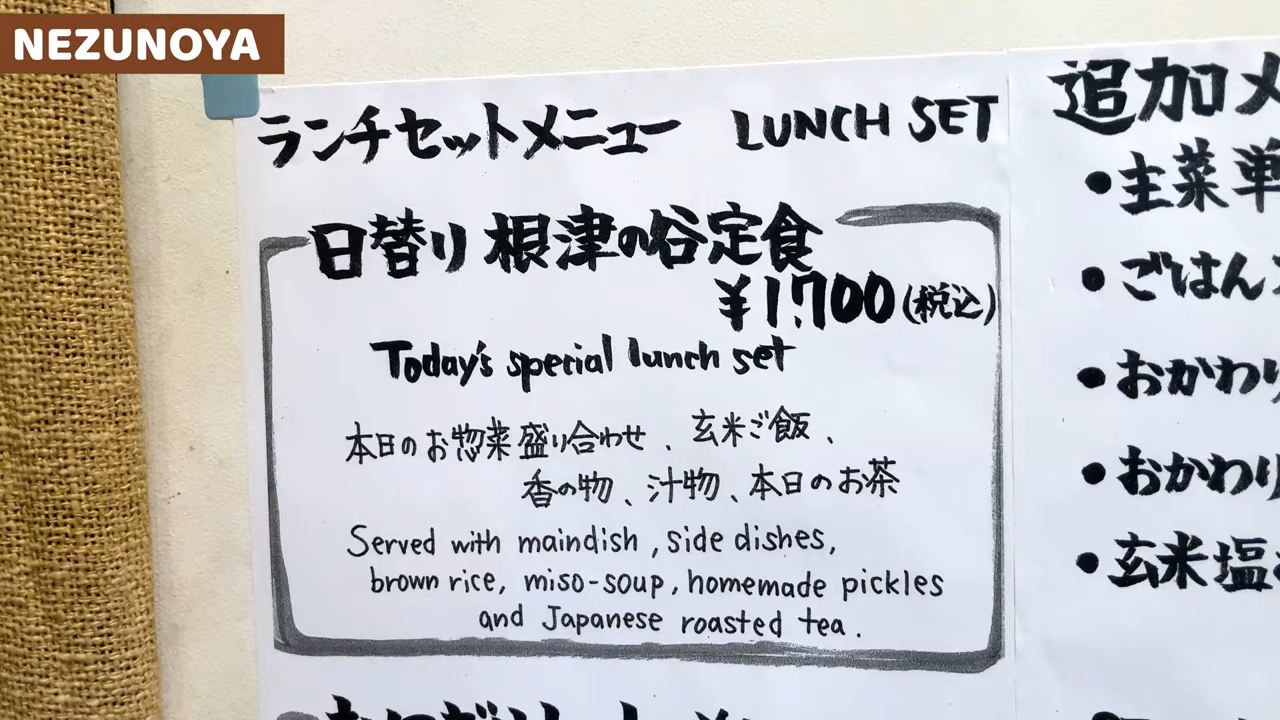 NEZUNOYA
ランチセットメニュー LUNCH SET
日替り 根津の谷定食
¥1,700(税込)
Today's special lunch set
本日のお惣菜盛り合わせ、玄米ご飯、
香の物、汁物、本日のお茶
Served with maindish, side dishes,
brown rice, miso-soup, homemade pickles
and Japanese roasted tea.
追加メ
・主菜単
・ごはん
・おかわり
・おかわり
・玄米塩